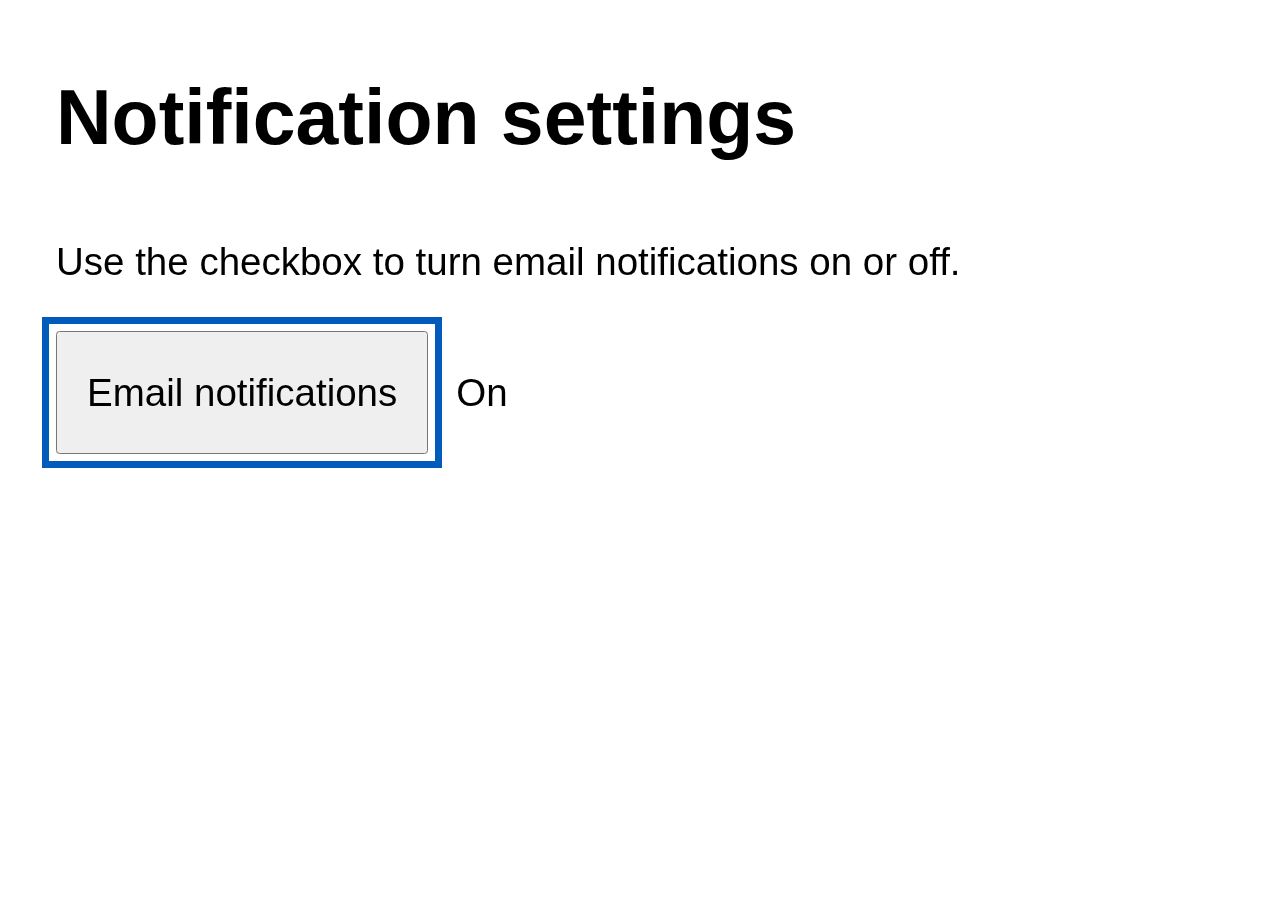 Notification settings
Use the checkbox to turn email notifications on or off.
Email notifications On